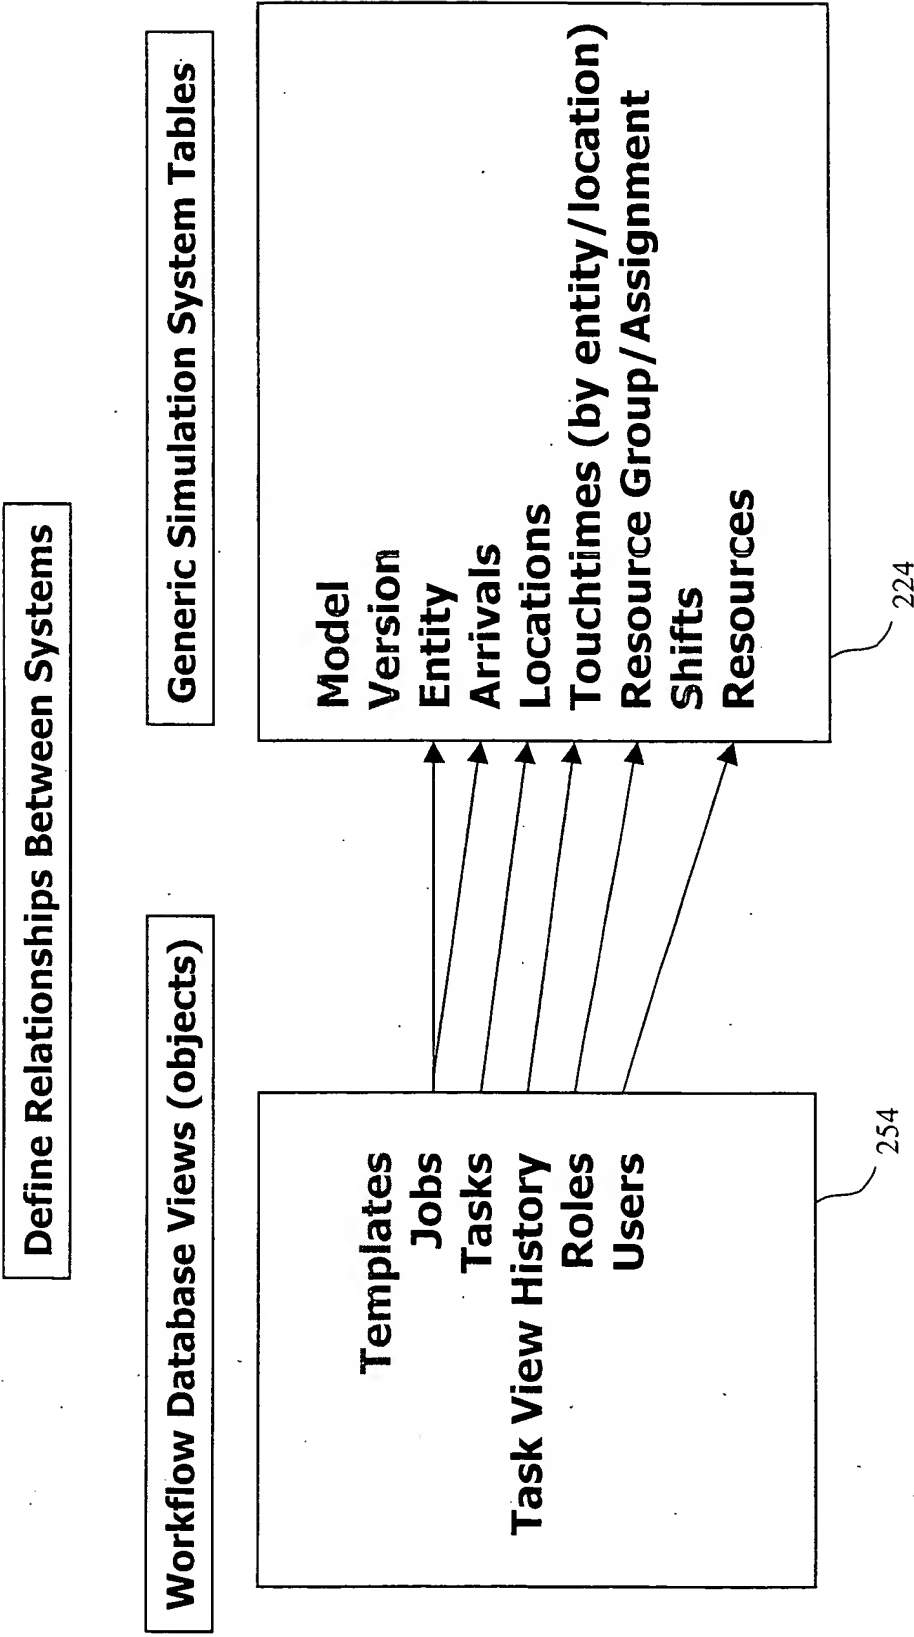 Define Relationships Between Systems
Workflow Database Views (objects)
Generic Simulation System Tables
Templates
Jobs
Tasks
Task View History
Roles
Users
254
Model
Version
Entity
Arrivals
Locations
Touchtimes (by entity/location)
Resource Group/Assignment
Shifts
Resources
224